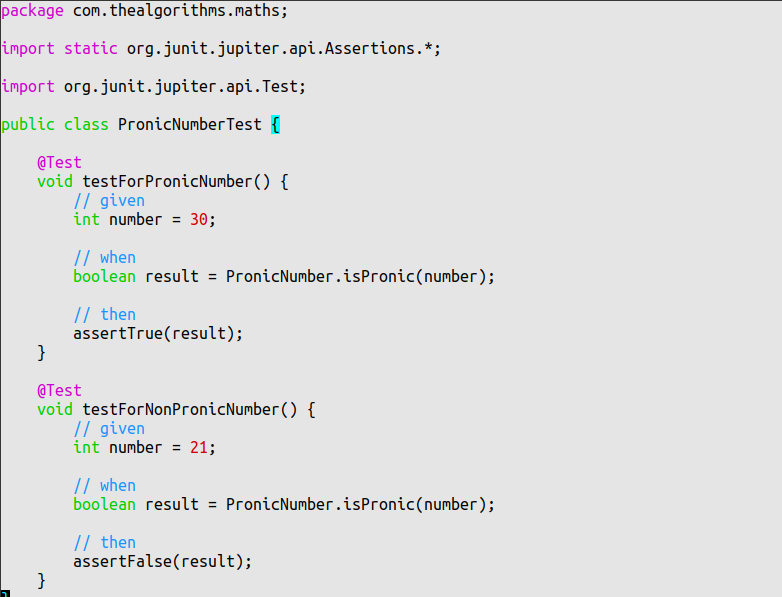 package com.thealgorithms.maths;

import static org.junit.jupiter.api.Assertions.*;

import org.junit.jupiter.api.Test;

public class PronicNumberTest {

    @Test
    void testForPronicNumber() {
        // given
        int number = 30;

        // when
        boolean result = PronicNumber.isPronic(number);

        // then
        assertTrue(result);
    }

    @Test
    void testForNonPronicNumber() {
        // given
        int number = 21;

        // when
        boolean result = PronicNumber.isPronic(number);

        // then
        assertFalse(result);
    }
}